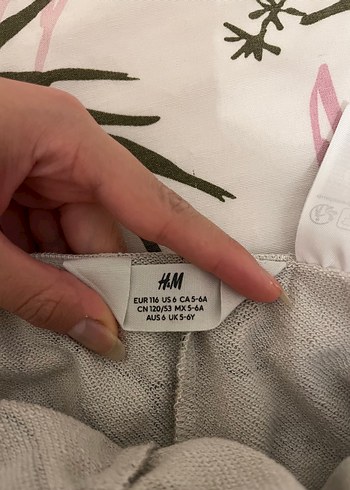 H&M
EUR 116 US 6 CA 5-6A
CN 120/53 MX 5-6A
AUS 6 UK 5-6Y